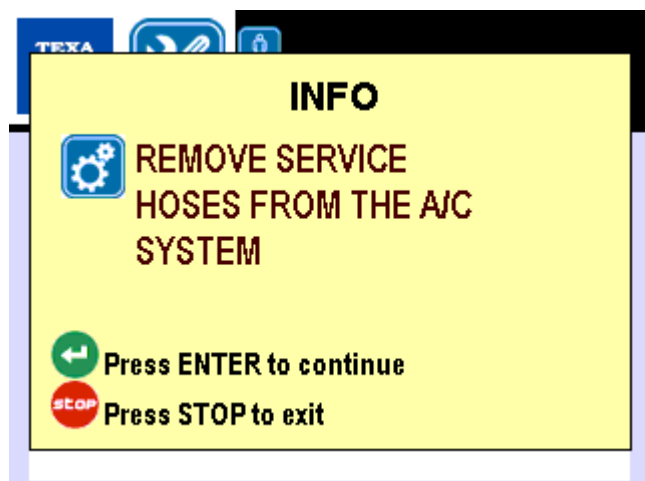 TEXA
INFO
REMOVE SERVICE
HOSES FROM THE A/C
SYSTEM
Press ENTER to continue
STOP
Press STOP to exit